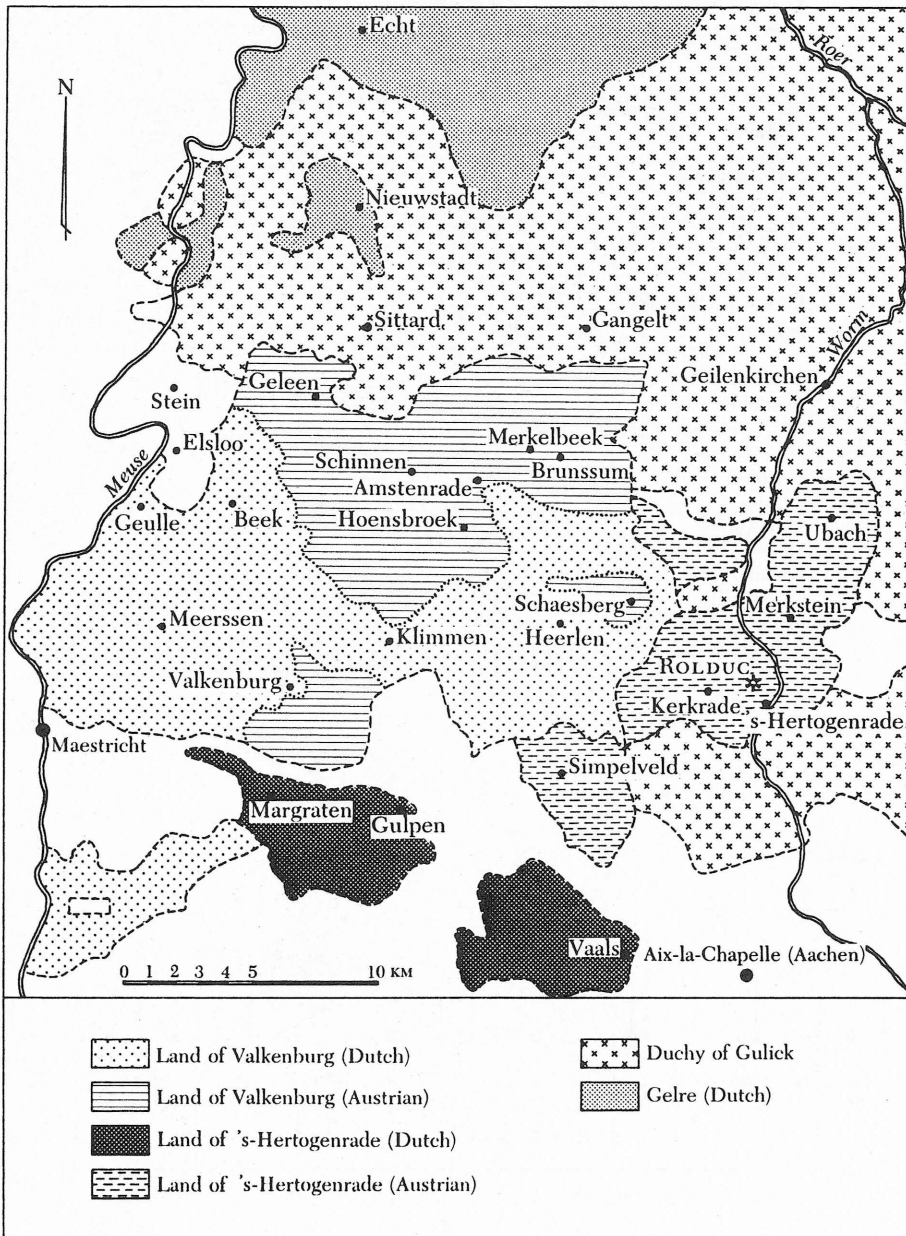 Echt
Roer
N
Nieuwstadt
Sittard
Gangelt
Worm
Geleen
Geilenkirchen
Stein
Elsloo
Merkelbeek
Meuse
Schinnen
Brunssum
Amstenrade
Geulle
Beek
Hoensbroek
Ubach
Schaesberg
Merkstein
Meerssen
Klimmen
Heerlen
ROLDUC
Valkenburg
Kerkrade
's-Hertogenrade
Maestricht
Simpelveld
Margraten
Gulpen
Vaals
Aix-la-Chapelle (Aachen)
0 1 2 3 4 5 10 KM
Land of Valkenburg (Dutch)
Land of Valkenburg (Austrian)
Land of 's-Hertogenrade (Dutch)
Land of 's-Hertogenrade (Austrian)
Duchy of Gulick
Gelre (Dutch)